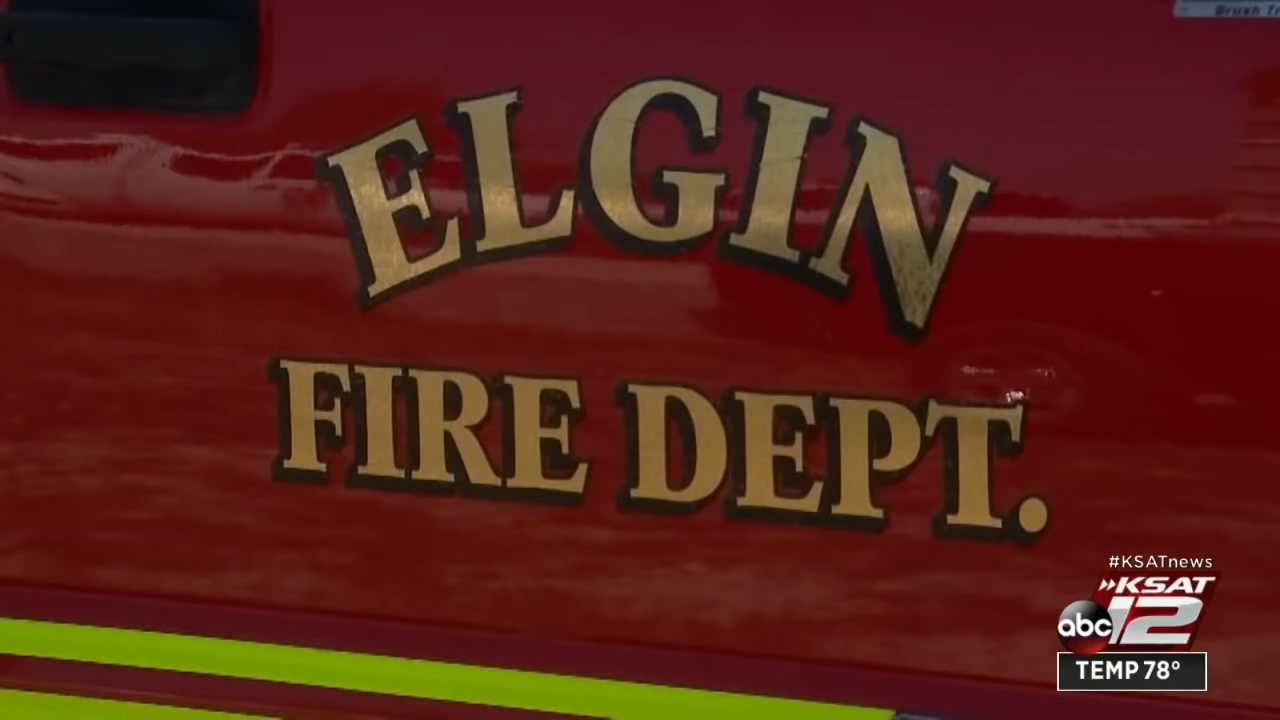 ELGIN
FIRE DEPT.
#KSATnews
KSAT
abc 12
TEMP 78°